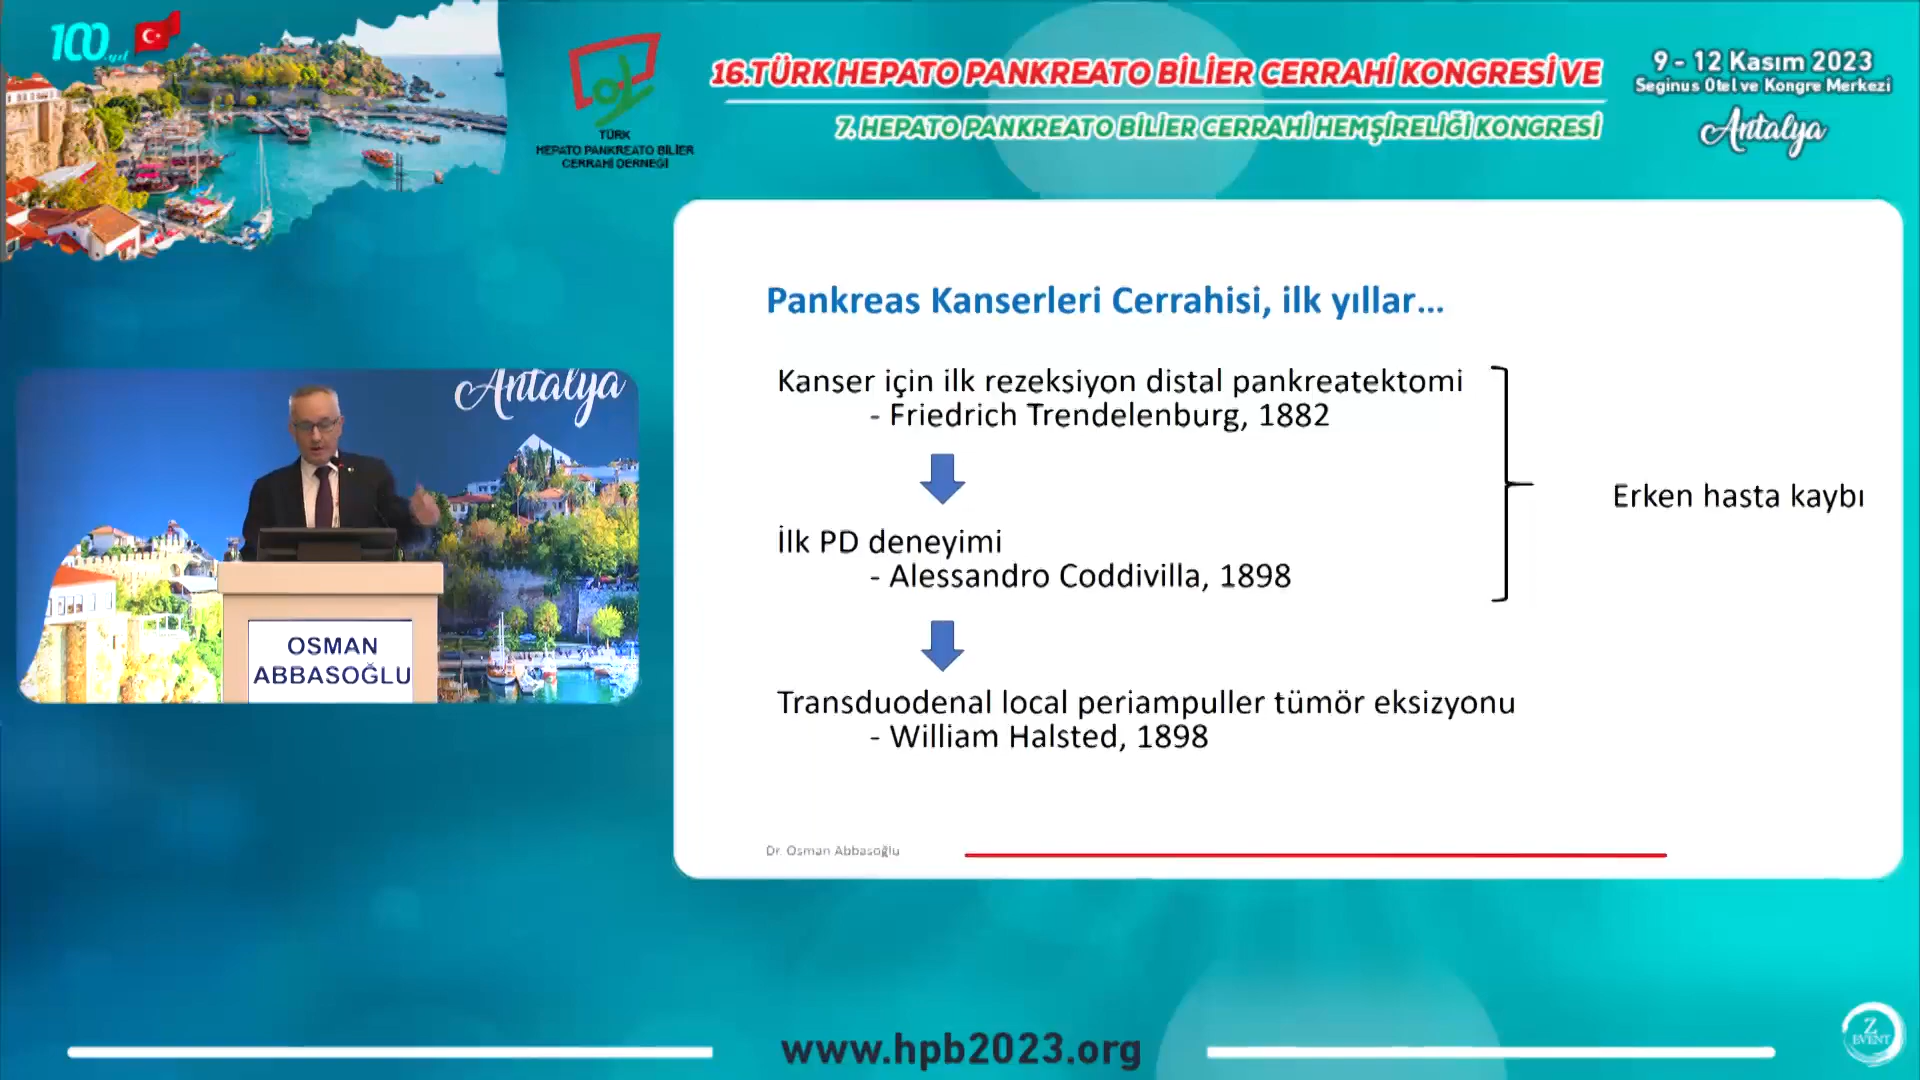 100.yıl
TÜRK
HEPATO PANKREATO BİLİER
CERRAHİ DERNEĞİ
16.TÜRK HEPATO PANKREATO BİLİER CERRAHİ KONGRESİ VE
7. HEPATO PANKREATO BİLİER CERRAHİ HEMŞİRELİĞİ KONGRESİ
9 - 12 Kasım 2023
Seginus Otel ve Kongre Merkezi
Antalya
Antalya
OSMAN
ABBASOĞLU
Pankreas Kanserleri Cerrahisi, ilk yıllar...
Kanser için ilk rezeksiyon distal pankreatektomi
- Friedrich Trendelenburg, 1882
İlk PD deneyimi
- Alessandro Coddivilla, 1898
Erken hasta kaybı
Transduodenal local periampuller tümör eksizyonu
- William Halsted, 1898
Dr. Osman Abbasoğlu
www.hpb2023.org
Z
EVENT